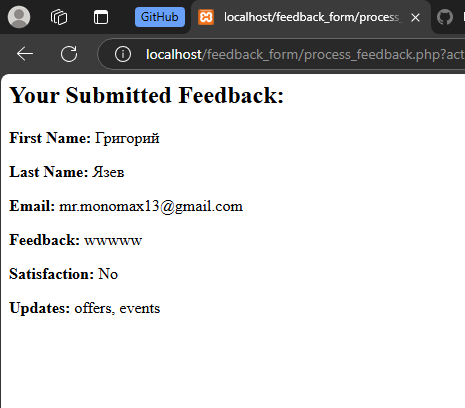 GitHub
localhost/feedback_form/process_
localhost/feedback_form/process_feedback.php?act
Your Submitted Feedback:
First Name: Григорий
Last Name: Язев
Email: mr.monomax13@gmail.com
Feedback: wwwww
Satisfaction: No
Updates: offers, events